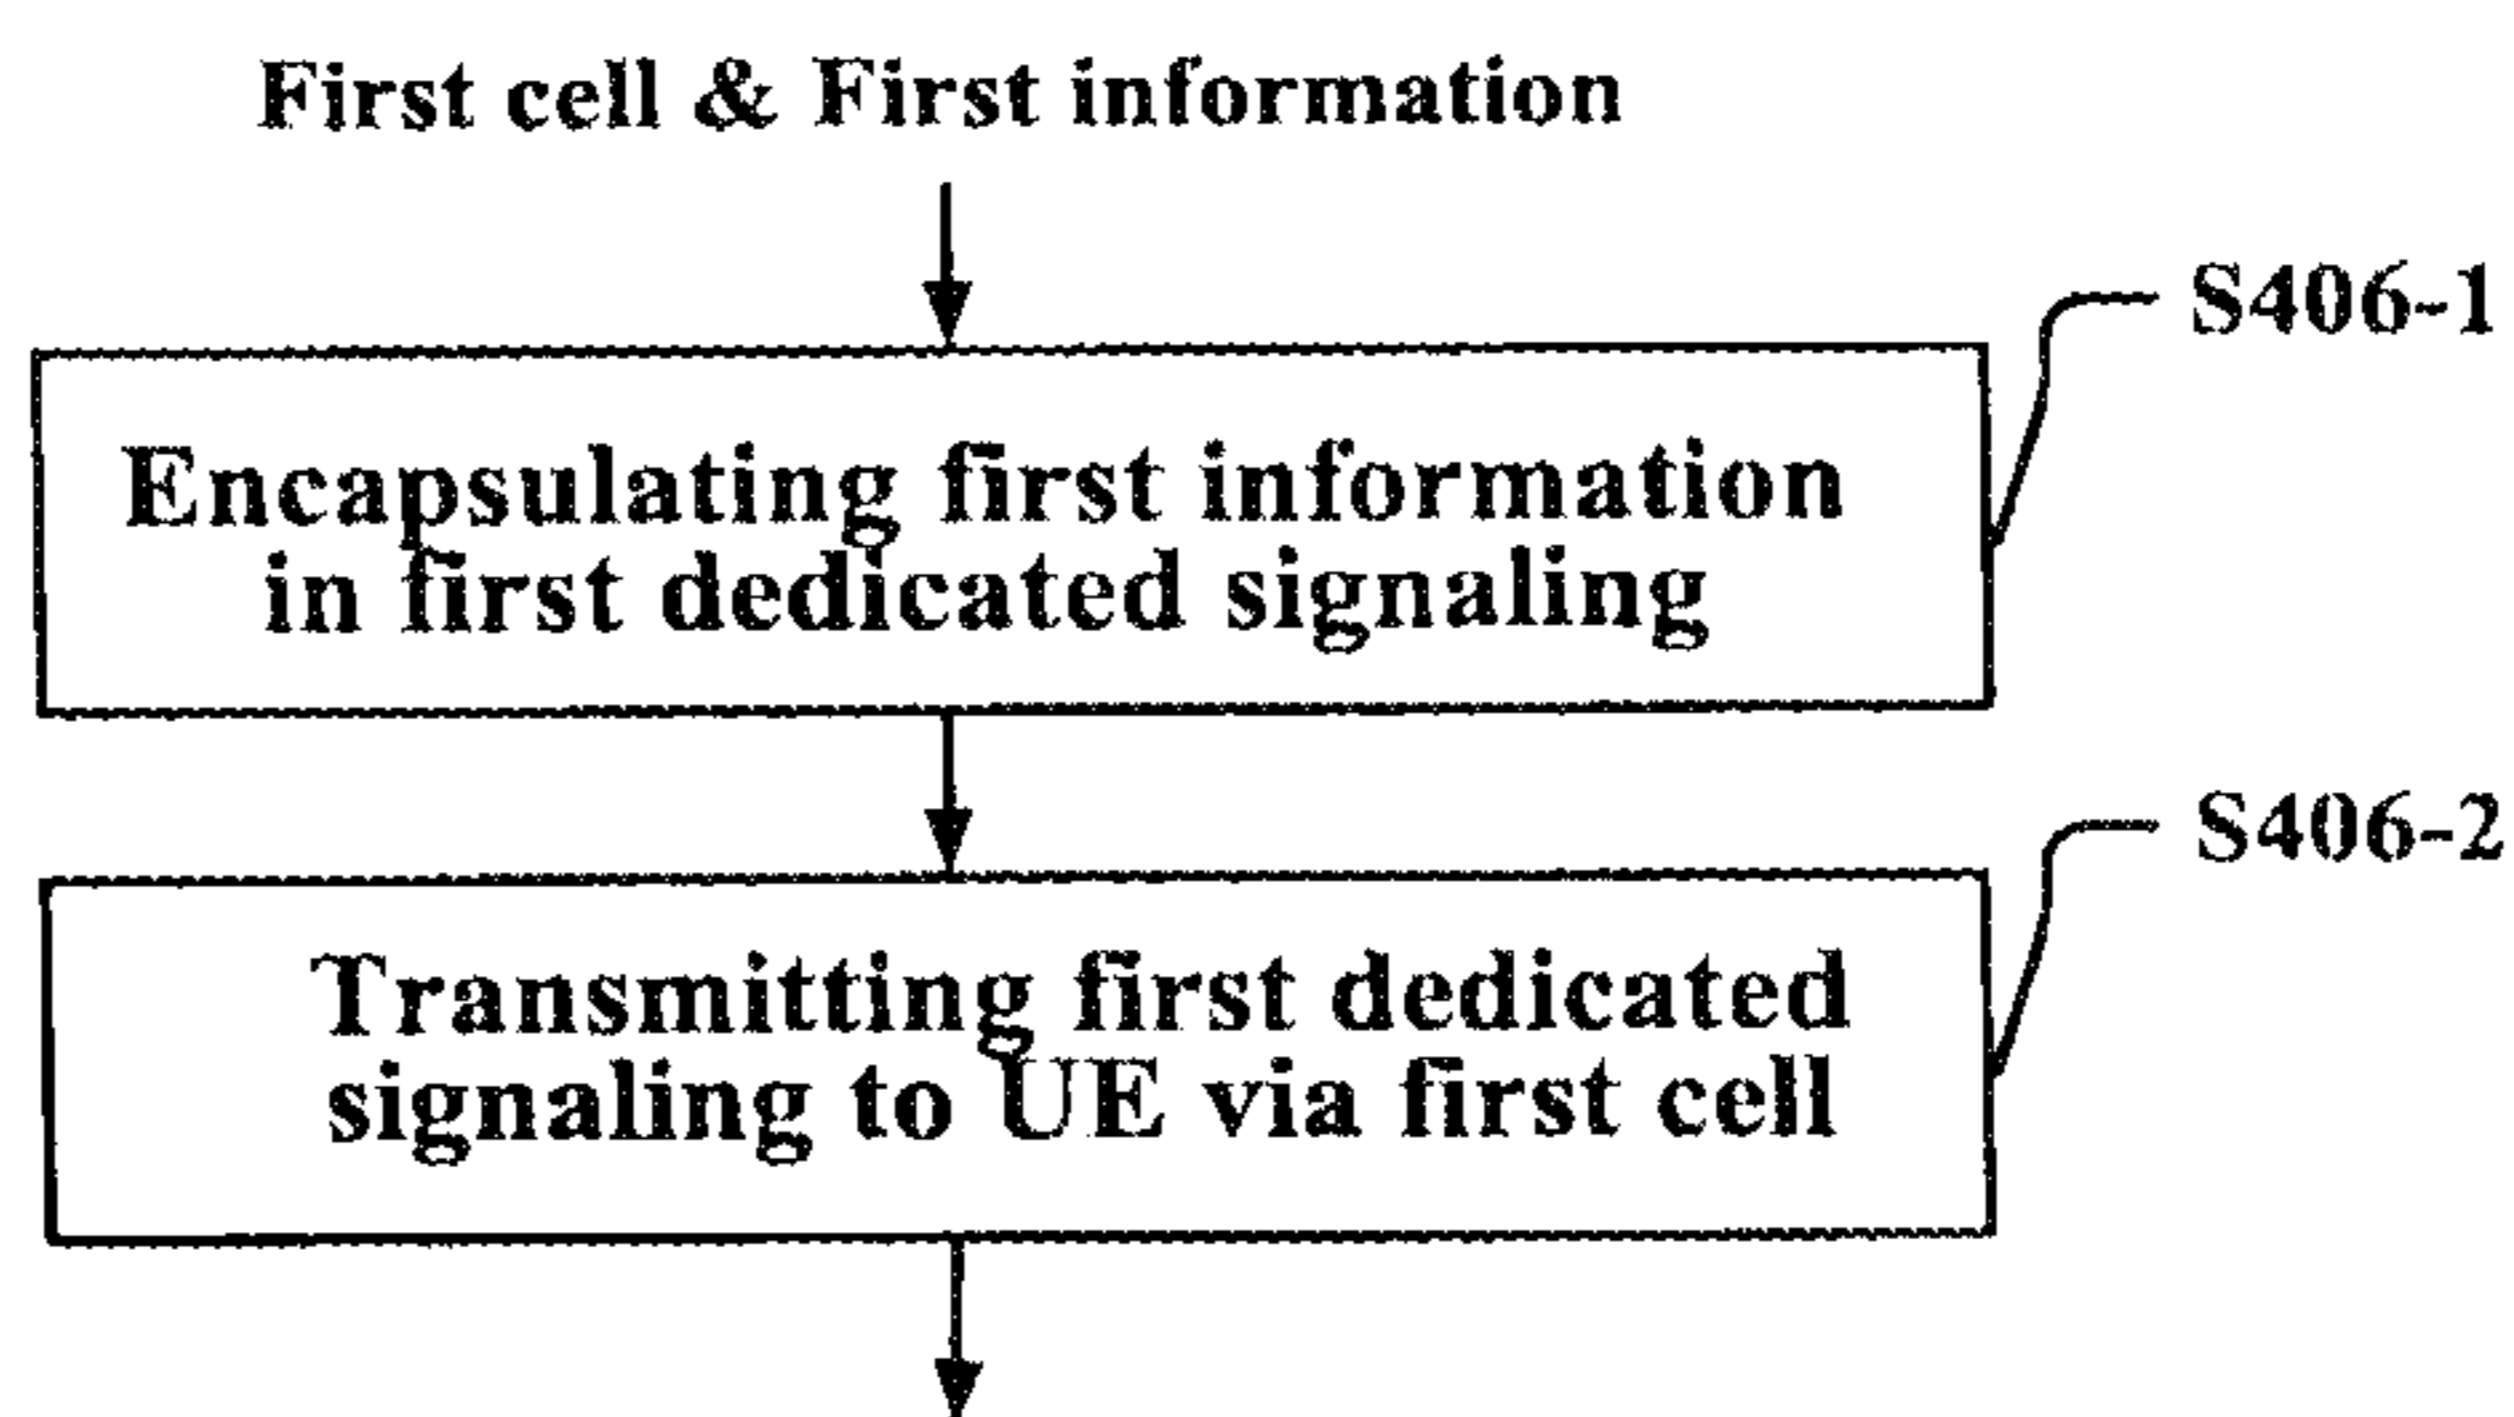 First cell & First information
S406-1
Encapsulating first information
in first dedicated signaling
S406-2
Transmitting first dedicated
signaling to UE via first cell